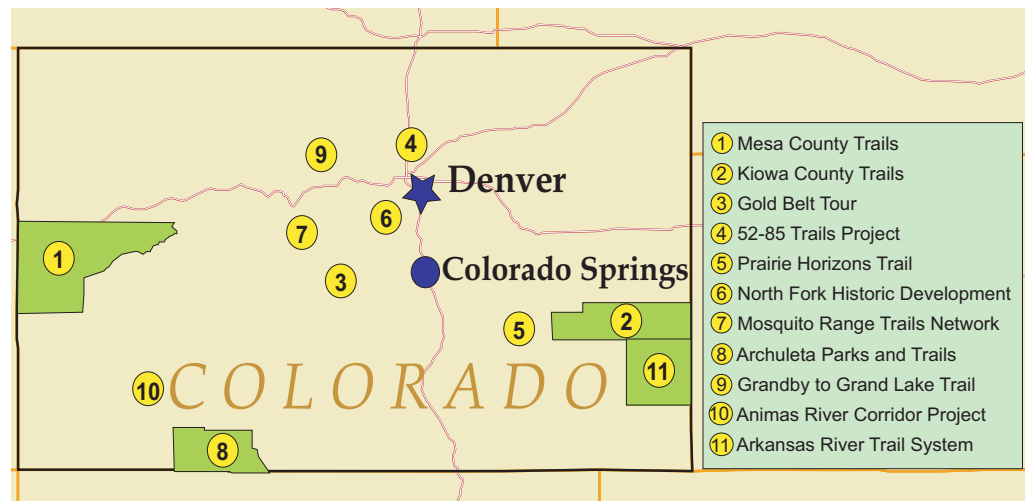 4
9
Denver
6
7
1
Colorado Springs
3
2
5
11
10
COLORADO
8
1 Mesa County Trails
2 Kiowa County Trails
3 Gold Belt Tour
4 52-85 Trails Project
5 Prairie Horizons Trail
6 North Fork Historic Development
7 Mosquito Range Trails Network
8 Archuleta Parks and Trails
9 Grandby to Grand Lake Trail
10 Animas River Corridor Project
11 Arkansas River Trail System